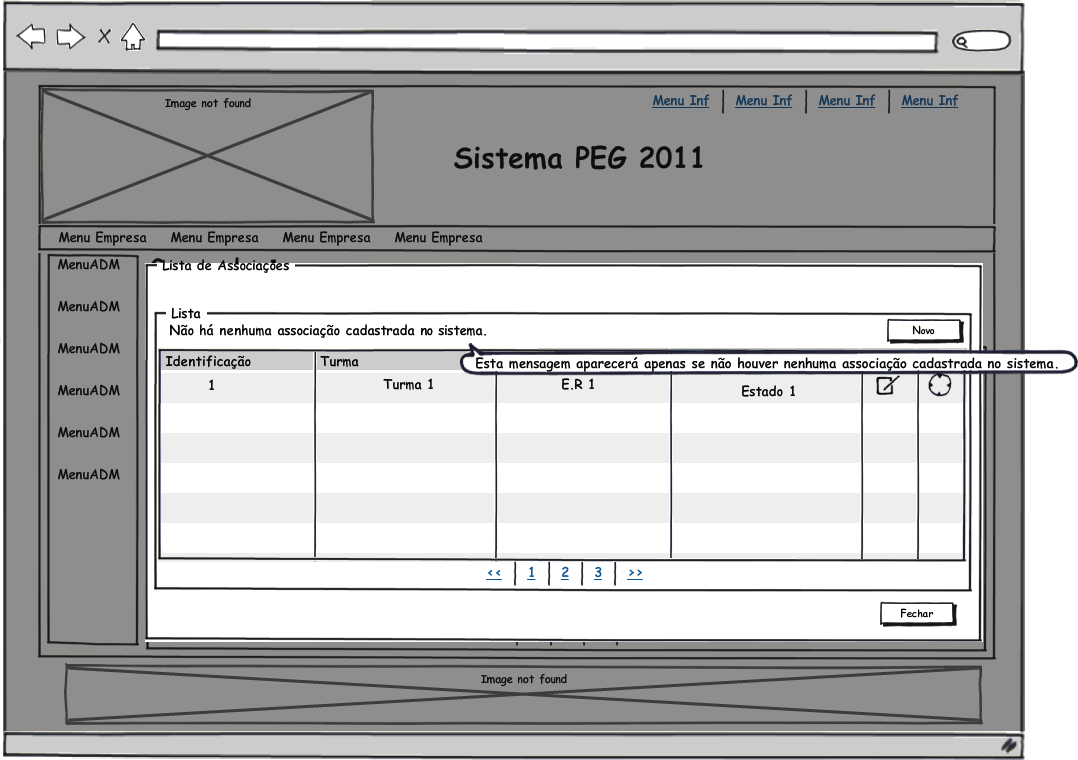 Image not found
Menu Inf | Menu Inf | Menu Inf | Menu Inf
Sistema PEG 2011
Menu Empresa Menu Empresa Menu Empresa Menu Empresa
MenuADM
MenuADM
MenuADM
MenuADM
MenuADM
MenuADM
Lista de Associações
Lista
Não há nenhuma associação cadastrada no sistema.
Novo
Esta mensagem aparecerá apenas se não houver nenhuma associação cadastrada no sistema.
Identificação Turma
1 Turma 1 E.R 1 Estado 1
<< | 1 | 2 | 3 | >>
Fechar
Image not found